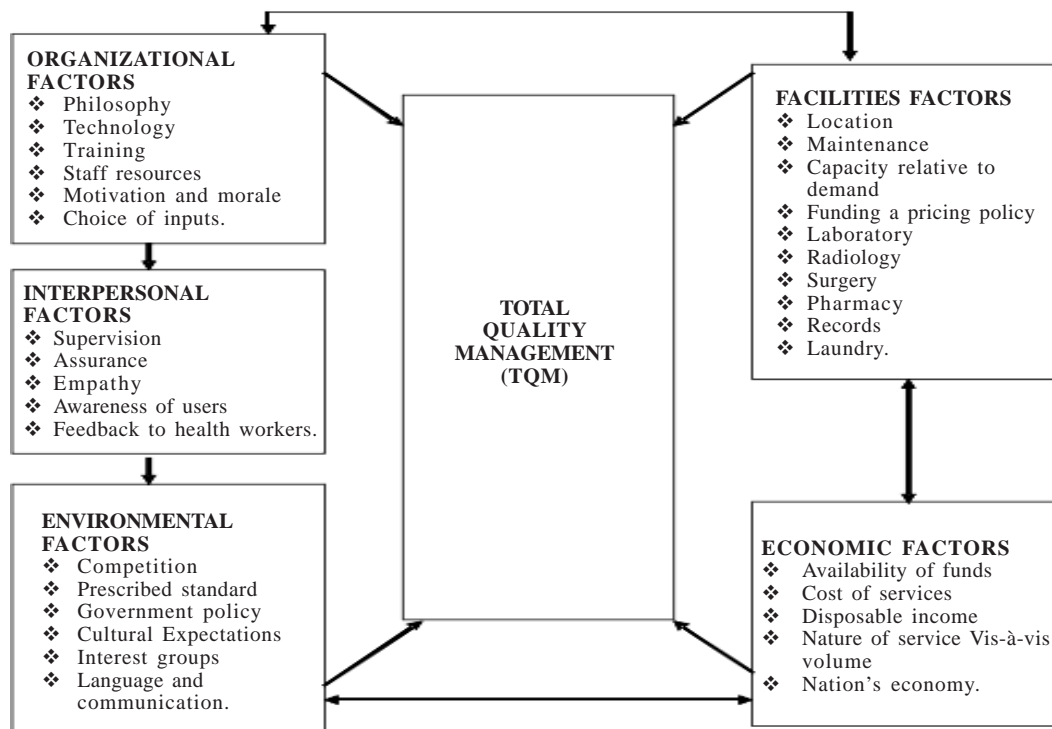 ORGANIZATIONAL
FACTORS
❖ Philosophy
❖ Technology
❖ Training
❖ Staff resources
❖ Motivation and morale
❖ Choice of inputs.
INTERPERSONAL
FACTORS
❖ Supervision
❖ Assurance
❖ Empathy
❖ Awareness of users
❖ Feedback to health workers.
ENVIRONMENTAL
FACTORS
❖ Competition
❖ Prescribed standard
❖ Government policy
❖ Cultural Expectations
❖ Interest groups
❖ Language and
communication.
TOTAL
QUALITY
MANAGEMENT
(TQM)
FACILITIES FACTORS
❖ Location
❖ Maintenance
❖ Capacity relative to
demand
❖ Funding a pricing policy
❖ Laboratory
❖ Radiology
❖ Surgery
❖ Pharmacy
❖ Records
❖ Laundry.
ECONOMIC FACTORS
❖ Availability of funds
❖ Cost of services
❖ Disposable income
❖ Nature of service Vis-à-vis
volume
❖ Nation's economy.